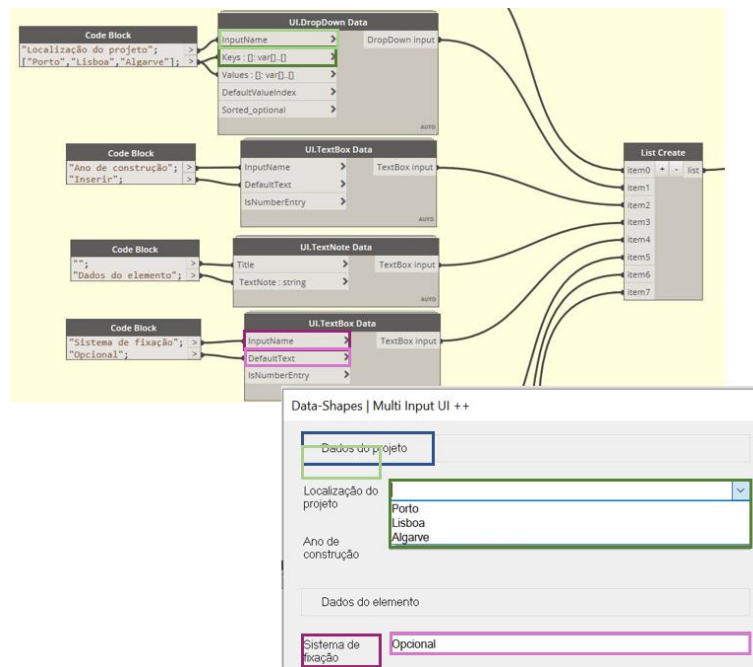 UI.DropDown Data
Code Block
InputName > DropDown input
"Localização do projeto"; >
["Porto","Lisboa","Algarve"]; >
Keys : []: var[]..[] >
Values : []: var[]..[] >
DefaultValueIndex >
Sorted_optional >
AUTO
Code Block
"Ano de construção"; >
"Inserir"; >
UI.TextBox Data
InputName > TextBox input
DefaultText >
IsNumberEntry >
AUTO
List Create
item0 + - list
item1
item2
item3
item4
item5
item6
item7
Code Block
""; >
"Dados do elemento"; >
UI.TextNote Data
Title > TextBox input
TextNote : string >
AUTO
Code Block
"Sistema de fixação"; >
"Opcional"; >
UI.TextBox Data
InputName > TextBox input
DefaultText >
IsNumberEntry >
Data-Shapes | Multi Input UI ++
Dados do projeto
Localização do
projeto
Porto
Lisboa
Algarve
Ano de
construção
Dados do elemento
Sistema de
fixação
Opcional